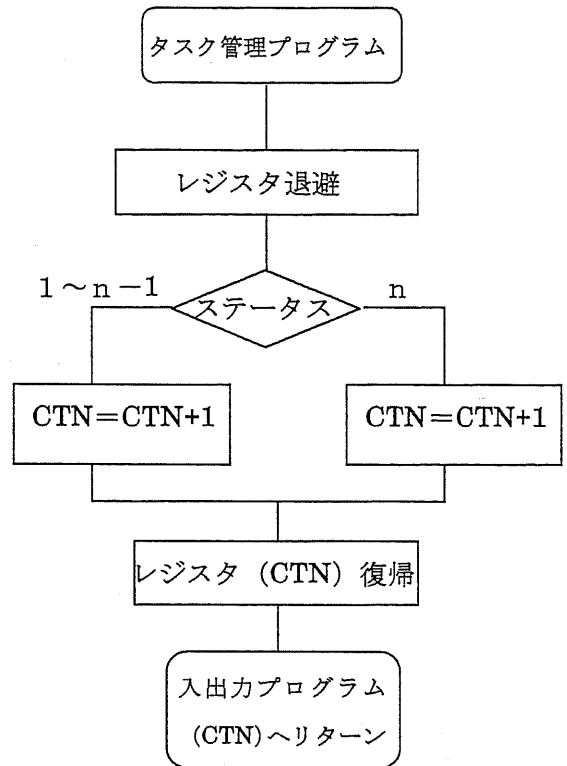 タスク管理プログラム
レジスタ退避
1～n－1
ステータス
n
CTN＝CTN+1
CTN＝CTN+1
レジスタ（CTN）復帰
入出力プログラム
(CTN)へリターン